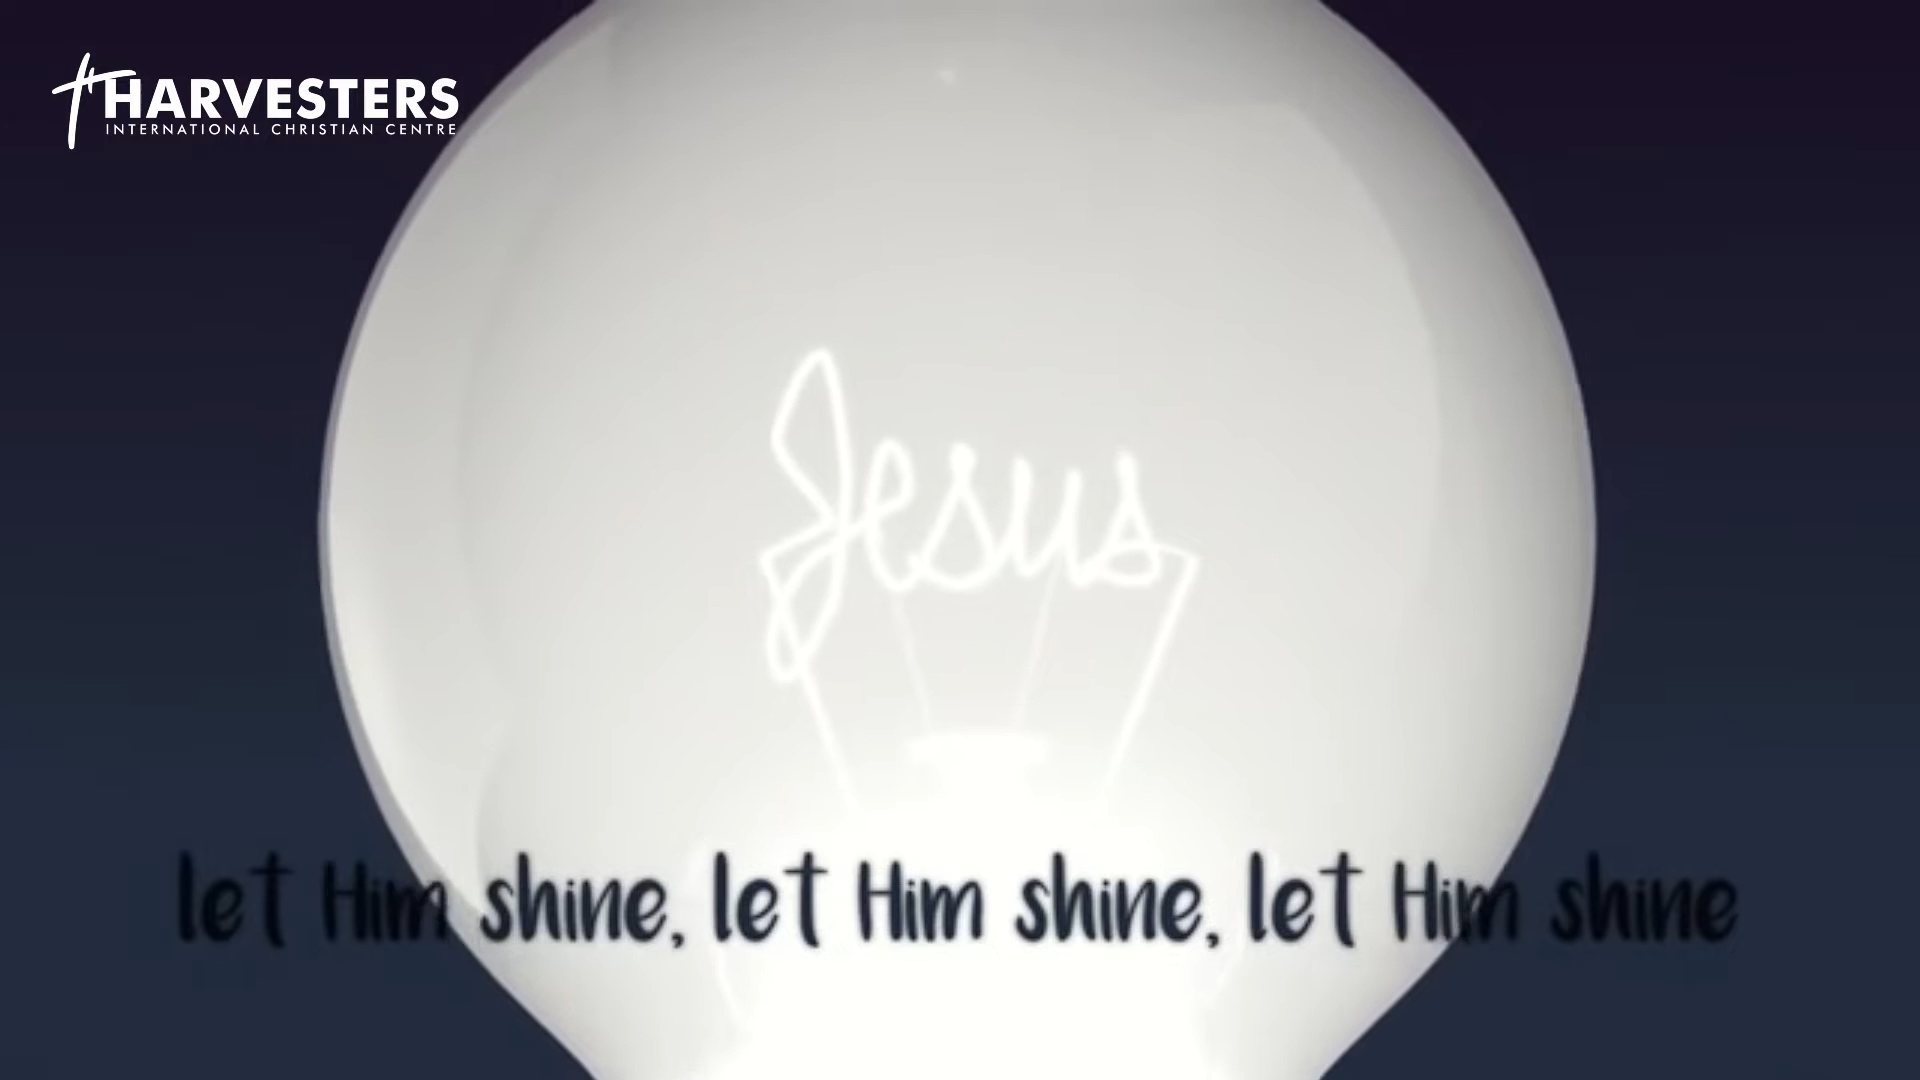 HARVESTERS
INTERNATIONAL CHRISTIAN CENTRE
Jesus
let Him shine, let Him shine, let Him shine